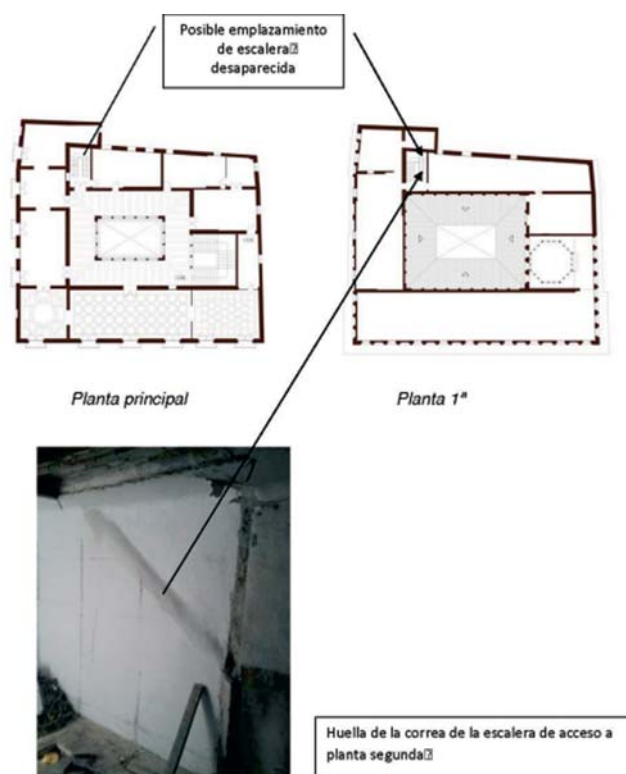 Posible emplazamiento
de escalera
desaparecida
Planta principal
Planta 1ª
Huella de la correa de la escalera de acceso a
planta segunda